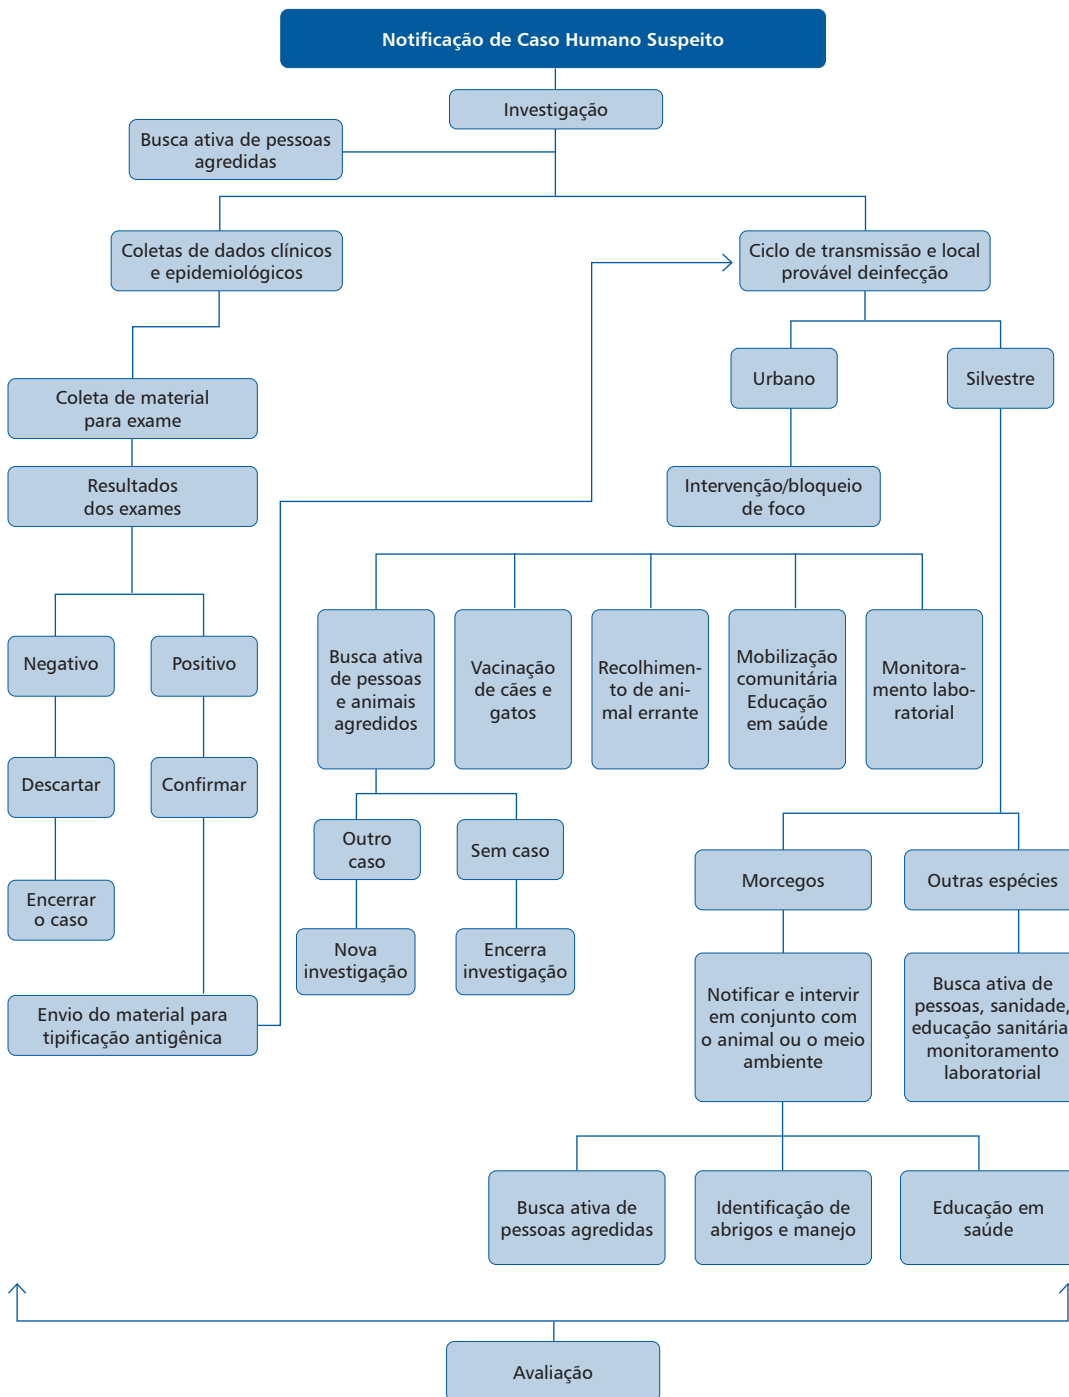 Notificação de Caso Humano Suspeito
Investigação
Busca ativa de pessoas
agredidas
Coletas de dados clínicos
e epidemiológicos
Ciclo de transmissão e local
provável deinfecção
Urbano
Silvestre
Coleta de material
para exame
Resultados
dos exames
Intervenção/bloqueio
de foco
Negativo
Positivo
Busca ativa
de pessoas
e animais
agredidos
Vacinação
de cães e
gatos
Recolhimen-
to de ani-
mal errante
Mobilização
comunitária
Educação
em saúde
Monitora-
mento labo-
ratorial
Descartar
Confirmar
Outro
caso
Sem caso
Morcegos
Outras espécies
Encerrar
o caso
Nova
investigação
Encerra
investigação
Envio do material para
tipificação antigênica
Notificar e intervir
em conjunto com
o animal ou o meio
ambiente
Busca ativa de
pessoas, sanidade,
educação sanitária
monitoramento
laboratorial
Busca ativa de
pessoas agredidas
Identificação de
abrigos e manejo
Educação em
saúde
Avaliação